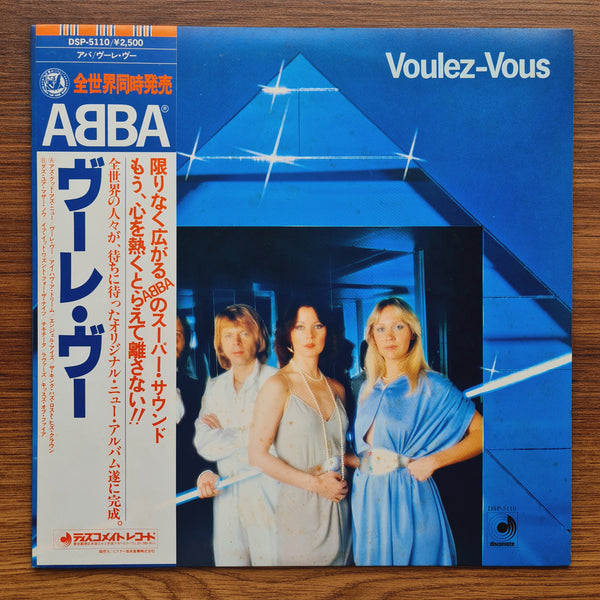 DSP-5110/¥2,500
アバ/ヴーレ・ヴー
全世界同時発売
ABBA®
ヴーレ・ヴー
限りなく広がるABBAのスーパー・サウンド
もう、心を熱くとらえて離さない!!
全世界の人々が、待ちに待ったオリジナル・ニュー・アルバム遂に完成。
ディスコメイト レコード
Voulez-Vous
DSP-5110
discomate